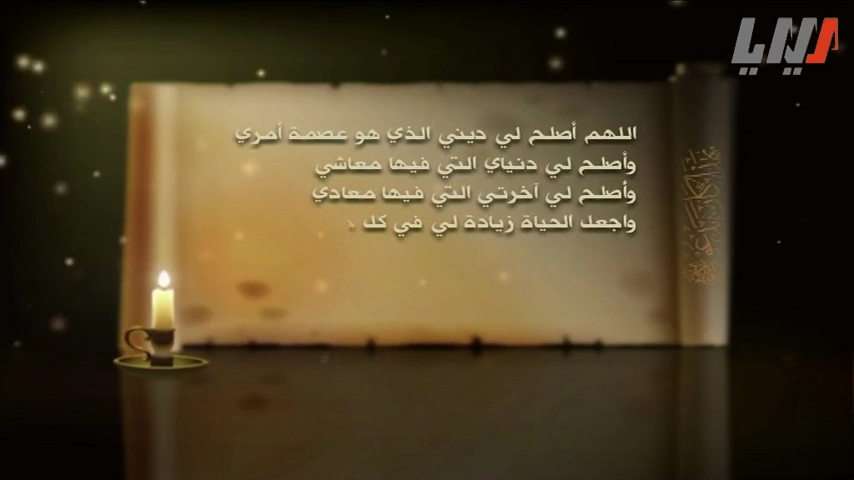 اللهم أصلح لي ديني الذي هو عصمة أمري
وأصلح لي دنياي التي فيها معاشي
وأصلح لي آخرتي التي فيها معادي
واجعل الحياة زيادة لي في كل